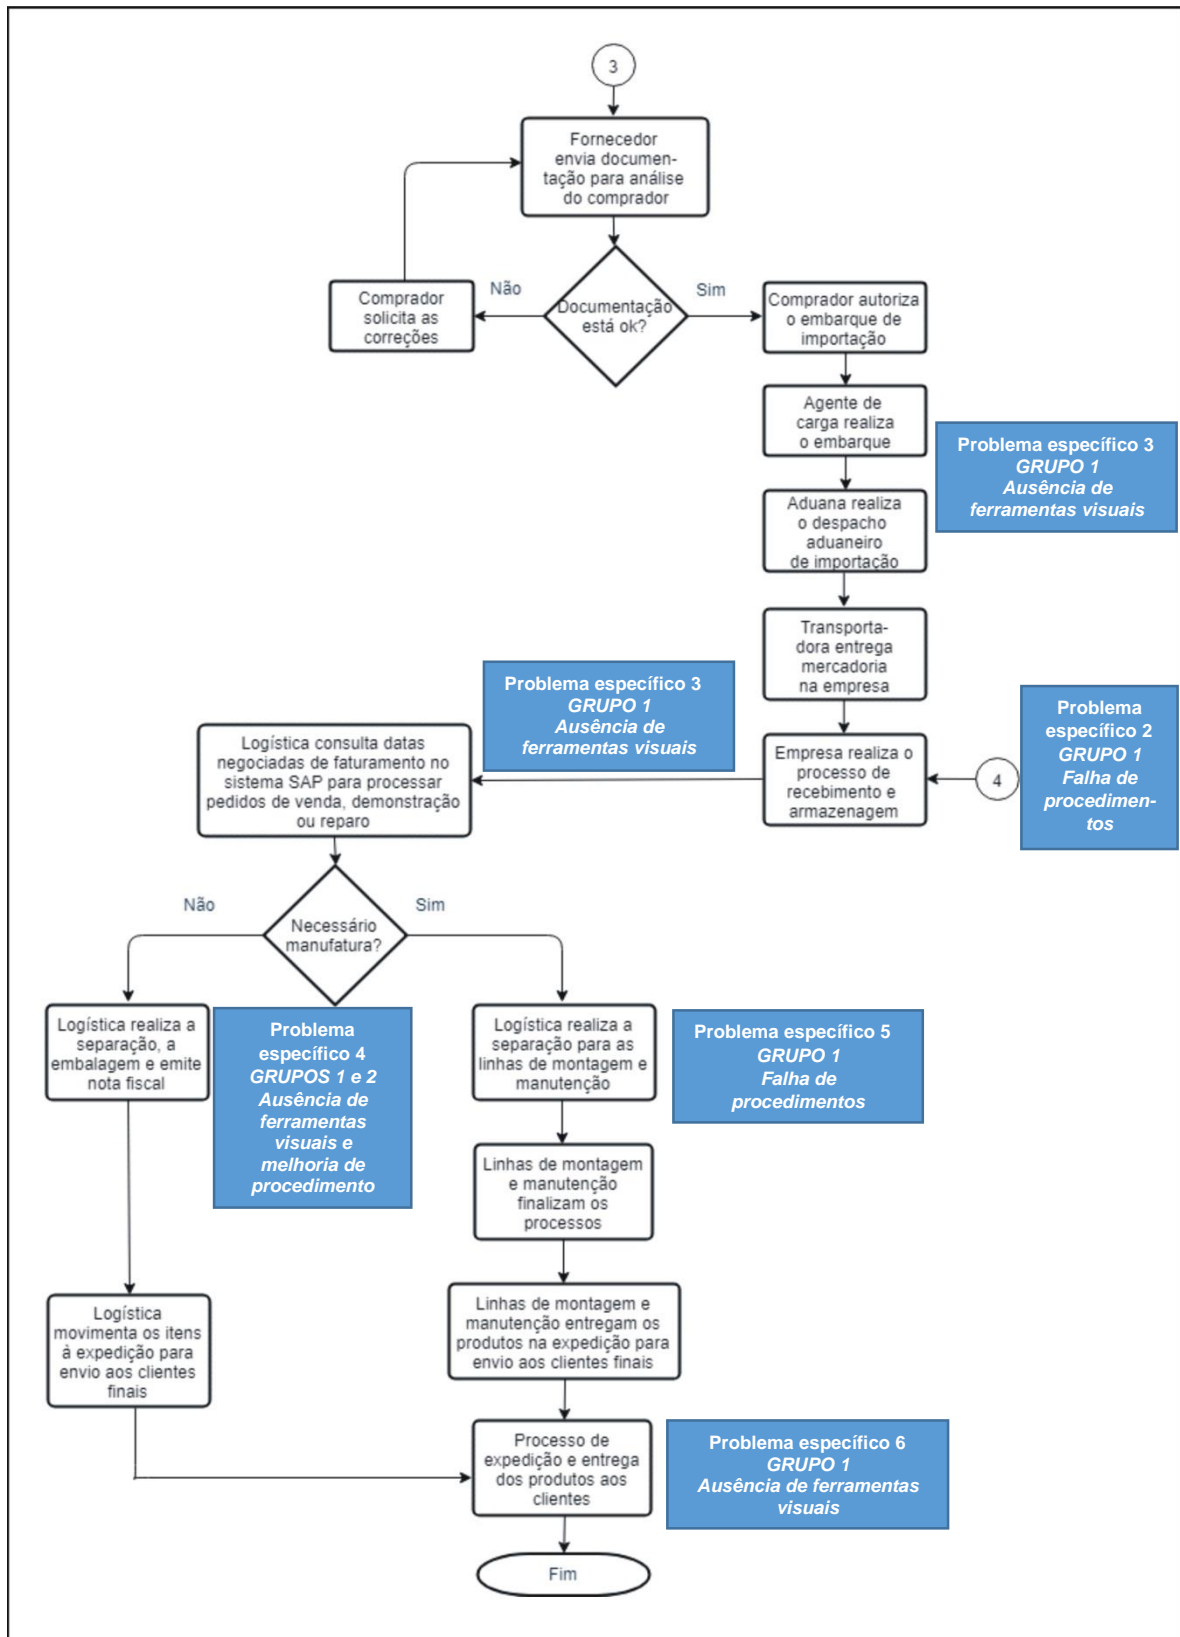 3
Fornecedor
envia documen-
tação para análise
do comprador
Não
Sim
Comprador
solicita as
correções
Documentação
está ok?
Comprador autoriza
o embarque de
importação
Agente de
carga realiza
o embarque
Problema específico 3
GRUPO 1
Ausência de
ferramentas visuais
Aduana realiza
o despacho
aduaneiro
de importação
Transporta-
dora entrega
mercadoria
na empresa
Problema específico 3
GRUPO 1
Ausência de
ferramentas visuais
Problema
específico 2
GRUPO 1
Falha de
procedimen-
tos
Logística consulta datas
negociadas de faturamento no
sistema SAP para processar
pedidos de venda, demonstração
ou reparo
Empresa realiza o
processo de
recebimento e
armazenagem
4
Não
Sim
Necessário
manufatura?
Logística realiza a
separação, a
embalagem e emite
nota fiscal
Problema
específico 4
GRUPOS 1 e 2
Ausência de
ferramentas
visuais e
melhoria de
procedimento
Logística realiza a
separação para as
linhas de montagem e
manutenção
Problema específico 5
GRUPO 1
Falha de
procedimentos
Linhas de montagem
e manutenção
finalizam os
processos
Logística
movimenta os itens
à expedição para
envio aos clientes
finais
Linhas de montagem e
manutenção entregam os
produtos na expedição para
envio aos clientes finais
Processo de
expedição e entrega
dos produtos aos
clientes
Problema específico 6
GRUPO 1
Ausência de ferramentas
visuais
Fim